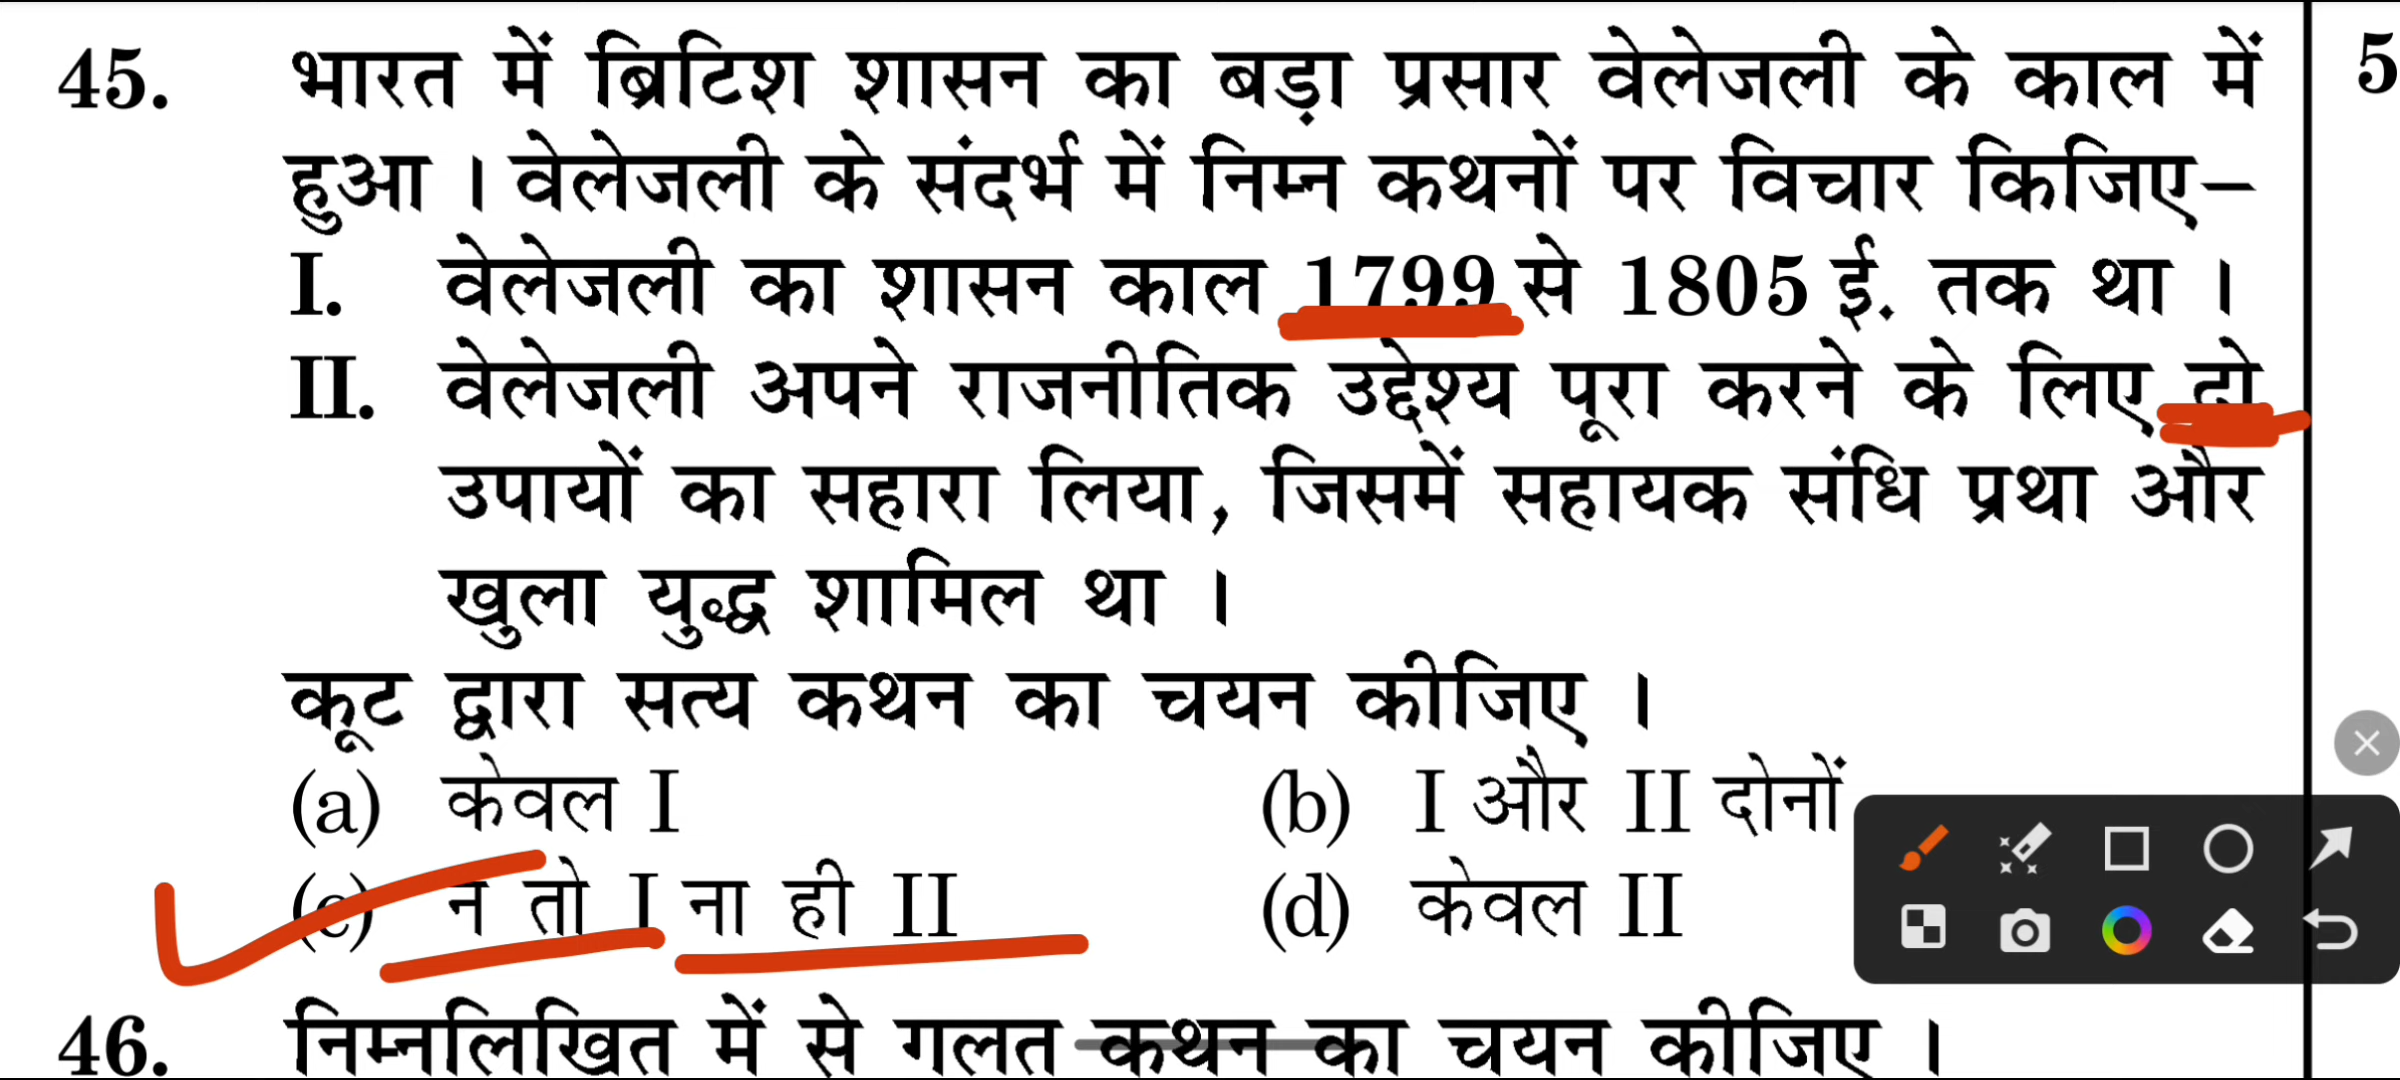 45. भारत में ब्रिटिश शासन का बड़ा प्रसार वेलेजली के काल में
हुआ । वेलेजली के संदर्भ में निम्न कथनों पर विचार किजिए–
I. वेलेजली का शासन काल 1799 से 1805 ई. तक था ।
II. वेलेजली अपने राजनीतिक उद्देश्य पूरा करने के लिए दो
उपायों का सहारा लिया, जिसमें सहायक संधि प्रथा और
खुला युद्ध शामिल था ।
कूट द्वारा सत्य कथन का चयन कीजिए ।
(a) केवल I (b) I और II दोनों
(c) न तो I ना ही II (d) केवल II
46. निम्नलिखित में से गलत कथन का चयन कीजिए ।
5